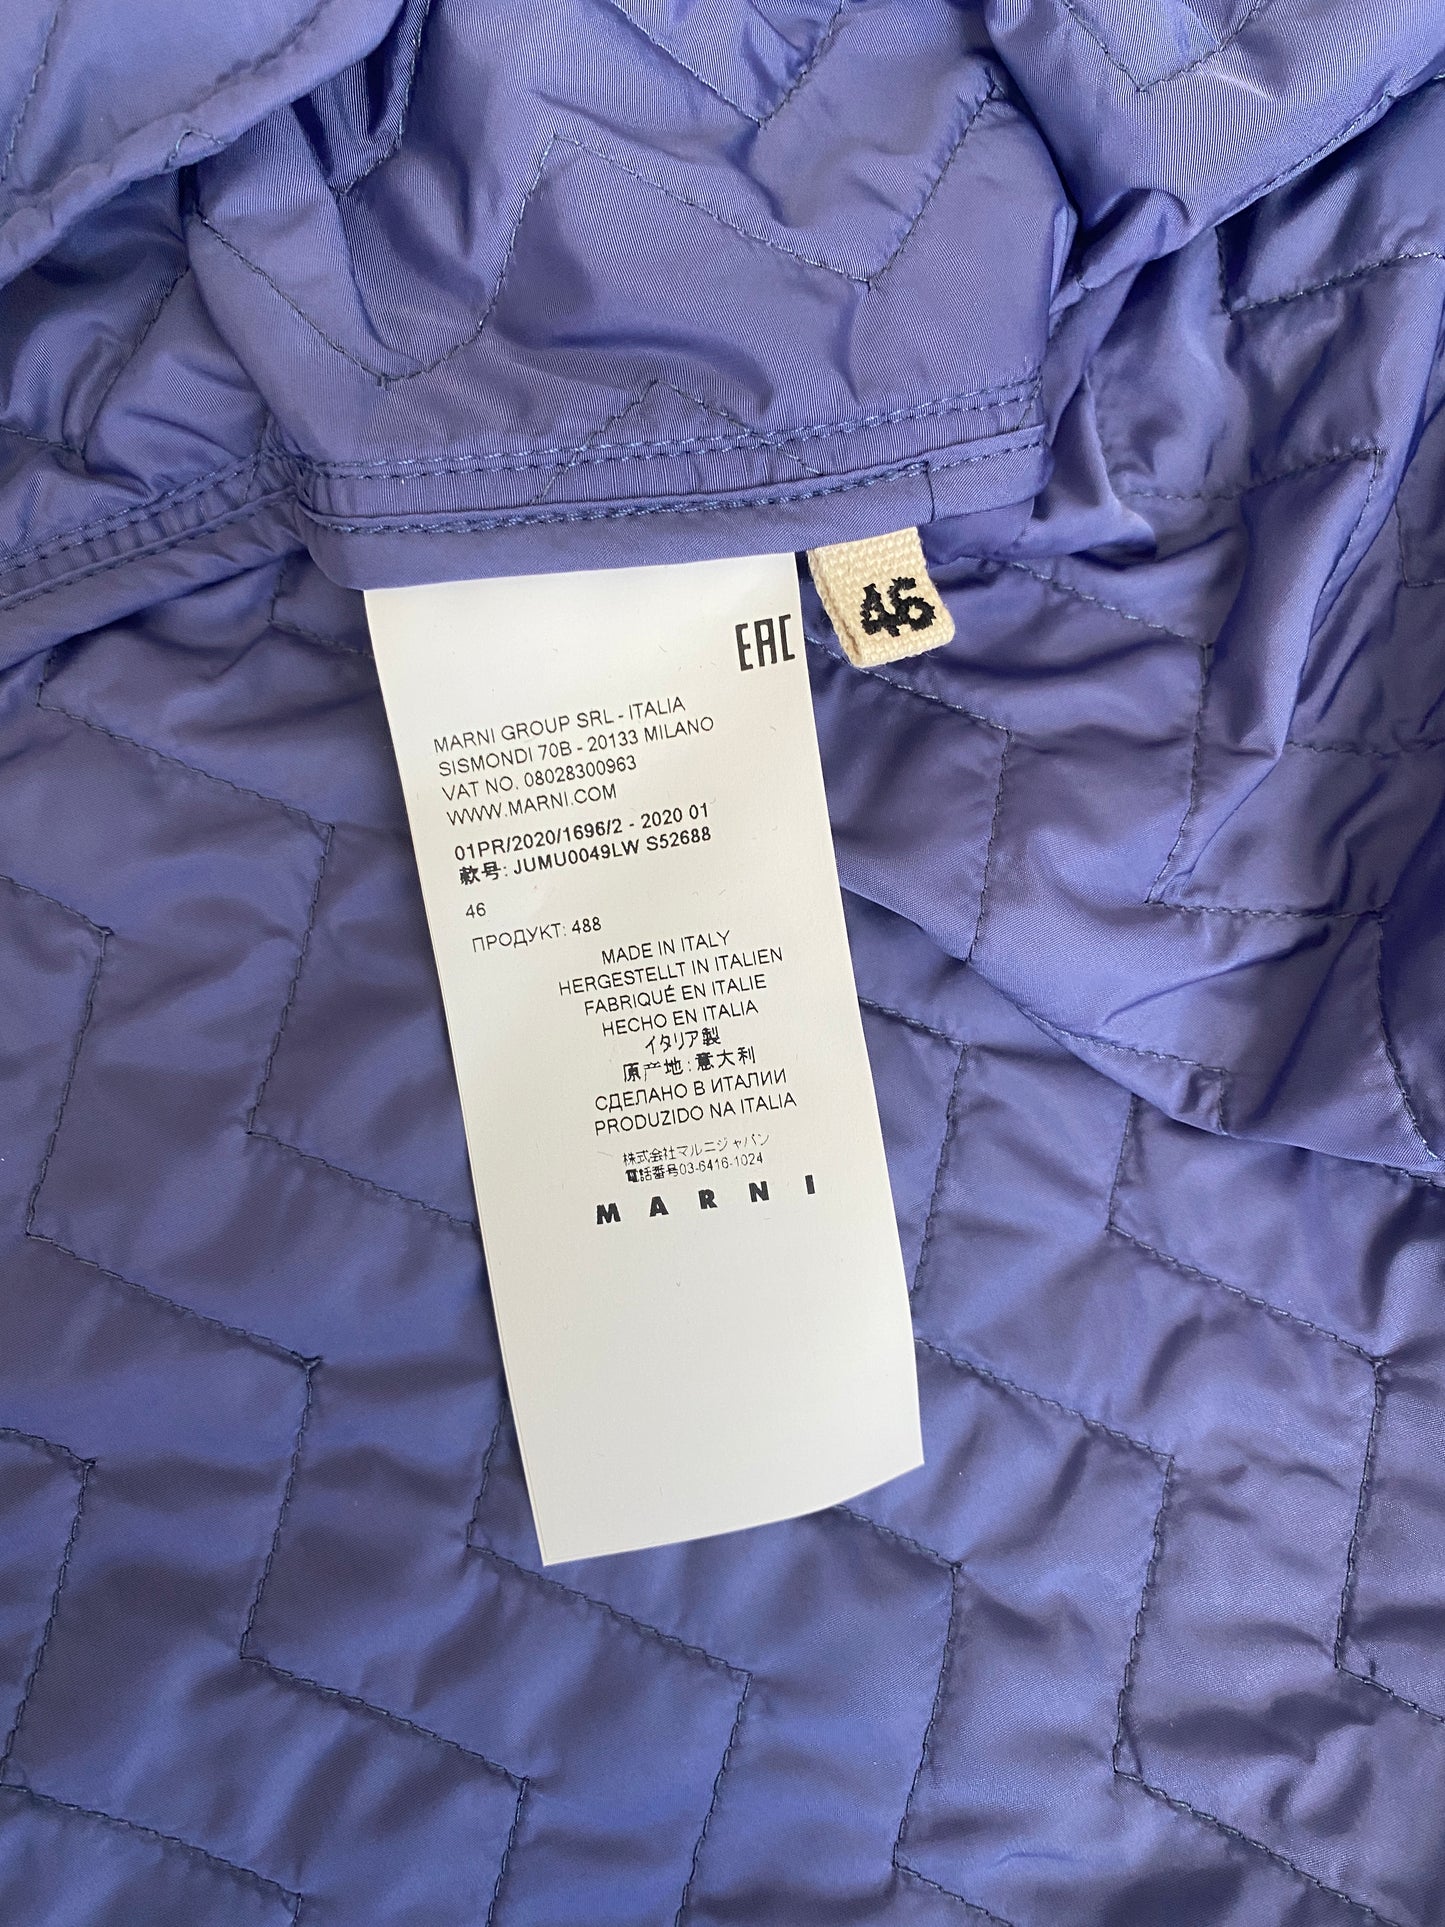 46
EAC
MARNI GROUP SRL - ITALIA
SISMONDI 70B - 20133 MILANO
VAT NO. 08028300963
WWW.MARNI.COM
01PR/2020/1696/2 - 2020 01
款号: JUMU0049LW S52688
46
ПРОДУКТ: 488
MADE IN ITALY
HERGESTELLT IN ITALIEN
FABRIQUÉ EN ITALIE
HECHO EN ITALIA
イタリア製
原产地: 意大利
СДЕЛАНО В ИТАЛИИ
PRODUZIDO NA ITALIA
株式会社マルニジャパン
電話番号03-6416-1024
MARNI